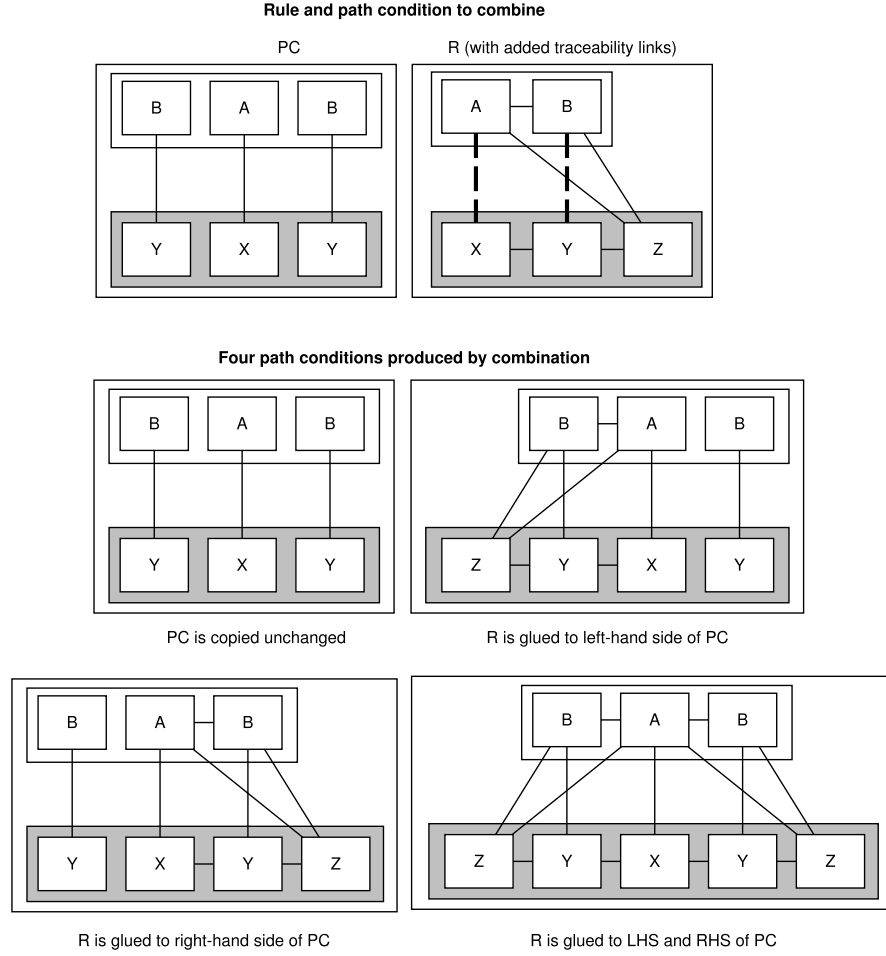 Rule and path condition to combine
PC
R (with added traceability links)
B A B
A B
Y X Y
X Y Z
Four path conditions produced by combination
B A B
B A B
Y X Y
Z Y X Y
PC is copied unchanged
R is glued to left-hand side of PC
B A B
B A B
Y X Y Z
Z Y X Y Z
R is glued to right-hand side of PC
R is glued to LHS and RHS of PC